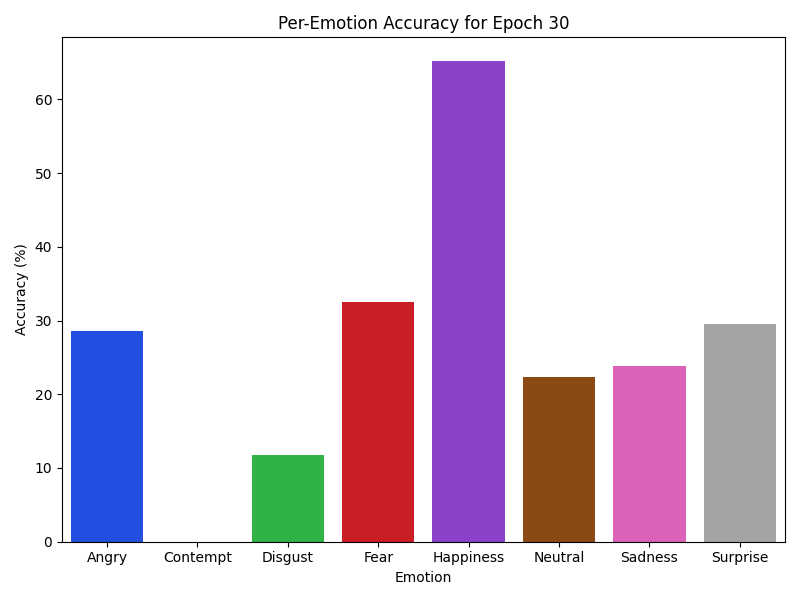 Per-Emotion Accuracy for Epoch 30
Accuracy (%)
60
50
40
30
20
10
0
Angry Contempt Disgust Fear Happiness Neutral Sadness Surprise
Emotion